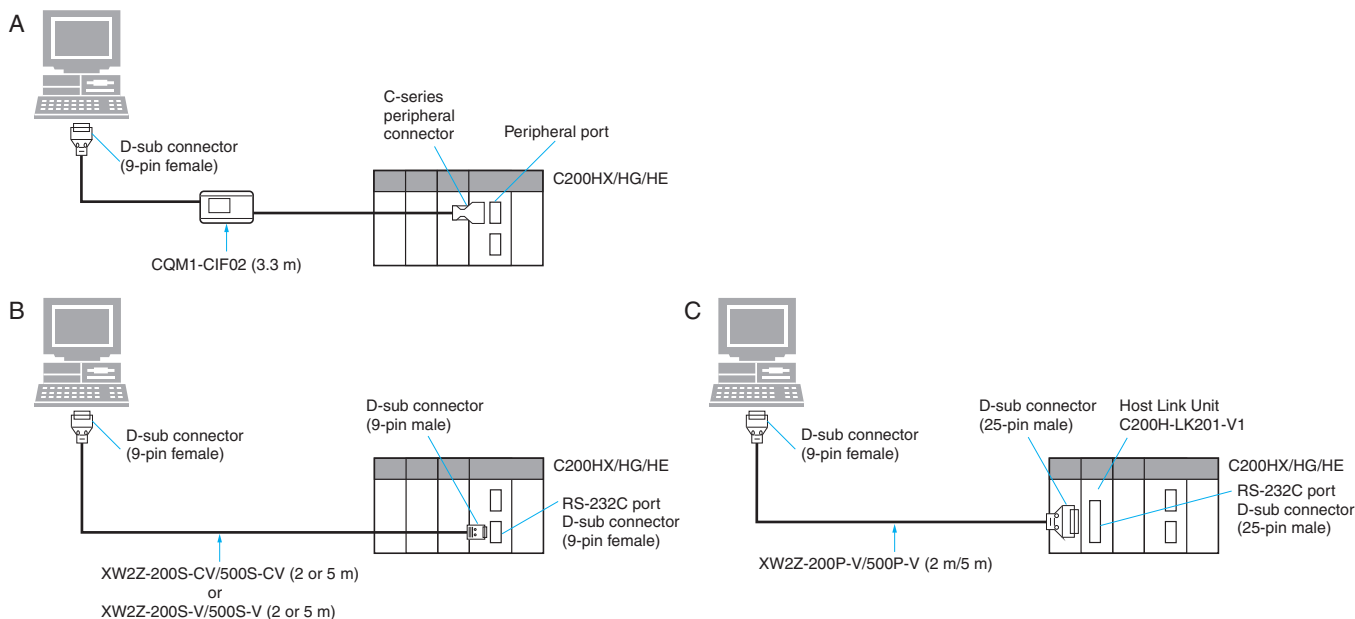 A
D-sub connector
(9-pin female)
C-series
peripheral
connector
Peripheral port
C200HX/HG/HE
CQM1-CIF02 (3.3 m)
B
D-sub connector
(9-pin female)
D-sub connector
(9-pin male)
C200HX/HG/HE
RS-232C port
D-sub connector
(9-pin female)
XW2Z-200S-CV/500S-CV (2 or 5 m)
or
XW2Z-200S-V/500S-V (2 or 5 m)
C
D-sub connector
(9-pin female)
D-sub connector
(25-pin male)
Host Link Unit
C200H-LK201-V1
C200HX/HG/HE
RS-232C port
D-sub connector
(25-pin male)
XW2Z-200P-V/500P-V (2 m/5 m)